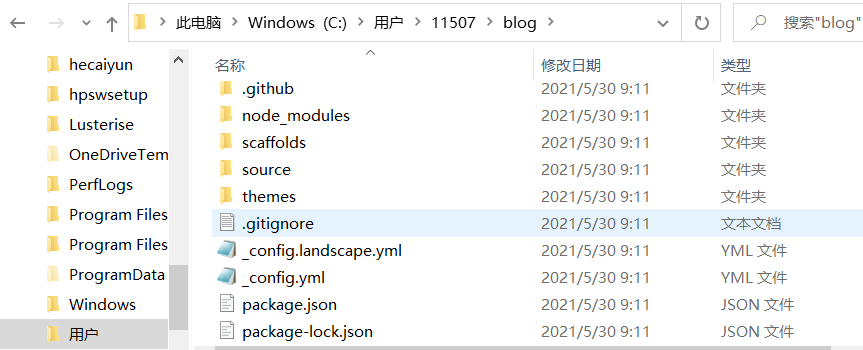 此电脑 > Windows (C:) > 用户 > 11507 > blog >
搜索"blog"
hecaiyun
hpswsetup
Lusterise
OneDriveTem
PerfLogs
Program Files
Program Files
ProgramData
Windows
用户
名称 修改日期 类型
.github 2021/5/30 9:11 文件夹
node_modules 2021/5/30 9:11 文件夹
scaffolds 2021/5/30 9:11 文件夹
source 2021/5/30 9:11 文件夹
themes 2021/5/30 9:11 文件夹
.gitignore 2021/5/30 9:11 文本文档
_config.landscape.yml 2021/5/30 9:11 YML 文件
_config.yml 2021/5/30 9:11 YML 文件
package.json 2021/5/30 9:11 JSON 文件
package-lock.json 2021/5/30 9:11 JSON 文件